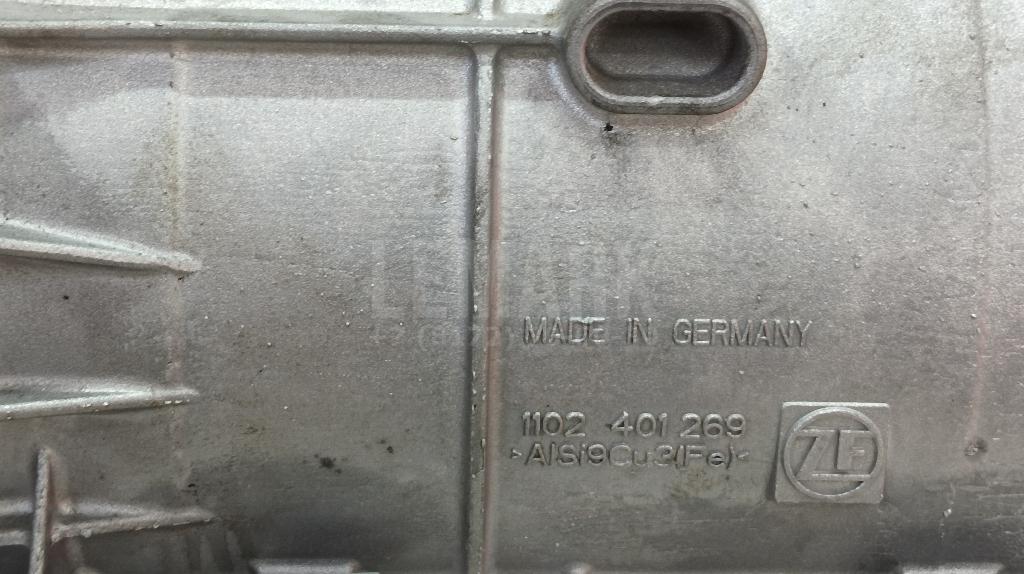 MADE IN GERMANY
1102 401 269
>AlSi9Cu3(Fe)<
ZF